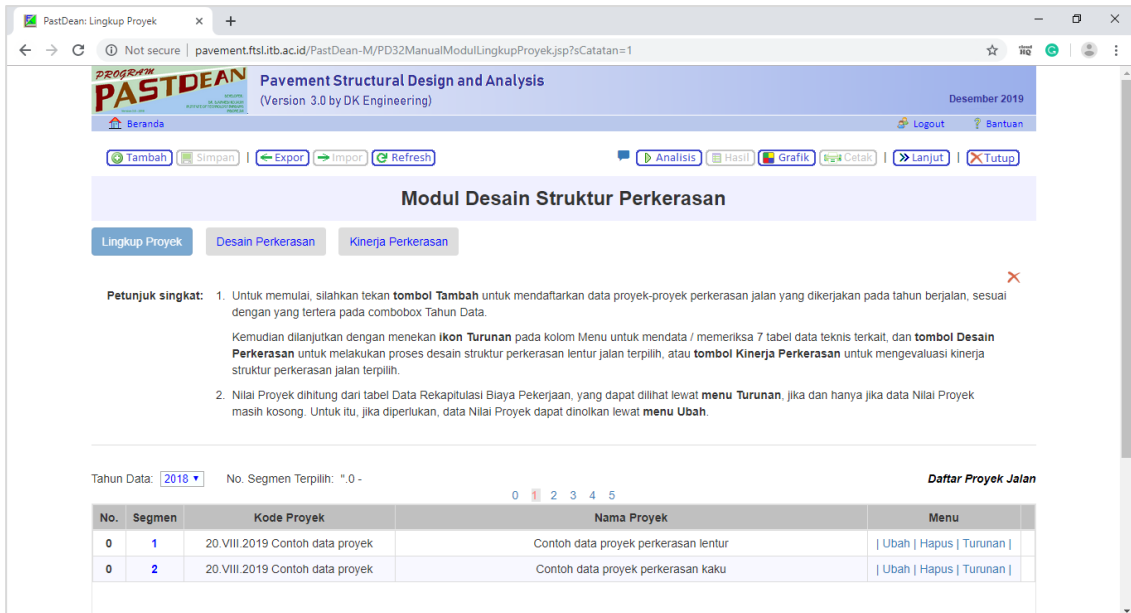 PastDean: Lingkup Proyek
Not secure | pavement.ftsl.itb.ac.id/PastDean-M/PD32ManualModulLingkupProyek.jsp?sCatatan=1
PROGRAM
PASTDEAN
Pavement Structural Design and Analysis
(Version 3.0 by DK Engineering)
Desember 2019
Beranda
Logout Bantuan
Tambah Simpan | Expor Impor Refresh Analisis Hasil Grafik Cetak | Lanjut | Tutup
Modul Desain Struktur Perkerasan
Lingkup Proyek Desain Perkerasan Kinerja Perkerasan
Petunjuk singkat: 1. Untuk memulai, silahkan tekan tombol Tambah untuk mendaftarkan data proyek-proyek perkerasan jalan yang dikerjakan pada tahun berjalan, sesuai
dengan yang tertera pada combobox Tahun Data.
Kemudian dilanjutkan dengan menekan ikon Turunan pada kolom Menu untuk mendata / memeriksa 7 tabel data teknis terkait, dan tombol Desain
Perkerasan untuk melakukan proses desain struktur perkerasan lentur jalan terpilih, atau tombol Kinerja Perkerasan untuk mengevaluasi kinerja
struktur perkerasan jalan terpilih.
2. Nilai Proyek dihitung dari tabel Data Rekapitulasi Biaya Pekerjaan, yang dapat dilihat lewat menu Turunan, jika dan hanya jika data Nilai Proyek
masih kosong. Untuk itu, jika diperlukan, data Nilai Proyek dapat dinolkan lewat menu Ubah.
Tahun Data: 2018 No. Segmen Terpilih: ".0 - Daftar Proyek Jalan
0 1 2 3 4 5
No. Segmen Kode Proyek Nama Proyek Menu
0 1 20.VIII.2019 Contoh data proyek Contoh data proyek perkerasan lentur | Ubah | Hapus | Turunan |
0 2 20.VIII.2019 Contoh data proyek Contoh data proyek perkerasan kaku | Ubah | Hapus | Turunan |